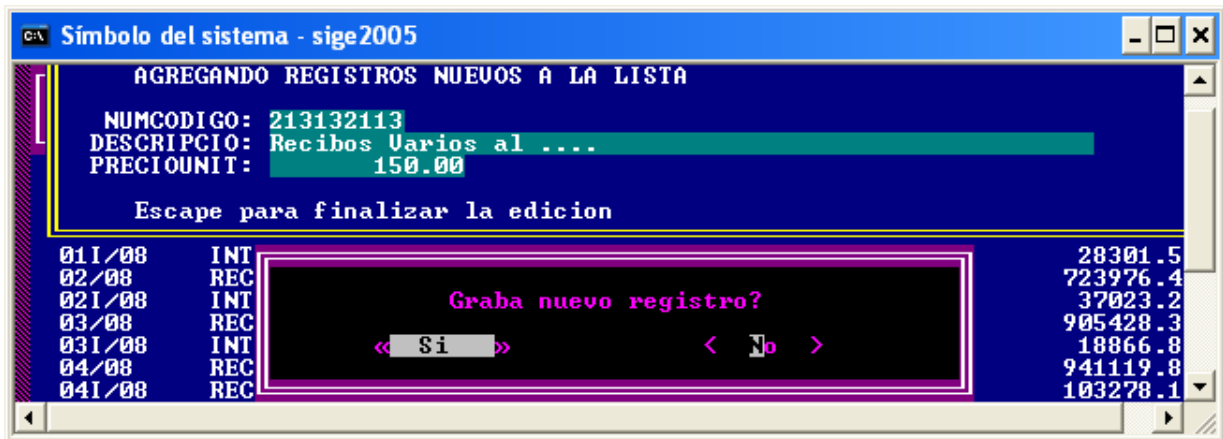 Símbolo del sistema - sige2005
AGREGANDO REGISTROS NUEVOS A LA LISTA
NUMCODIGO: 213132113
DESCRIPCIO: Recibos Varios al ....
PRECIOUNIT: 150.00
Escape para finalizar la edicion
01I/08 INT 28301.5
02/08 REC 723976.4
02I/08 INT 37023.2
03/08 REC 905428.3
03I/08 INT 18866.8
04/08 REC 941119.8
04I/08 REC 103278.1
Graba nuevo registro?
« Si » < No >